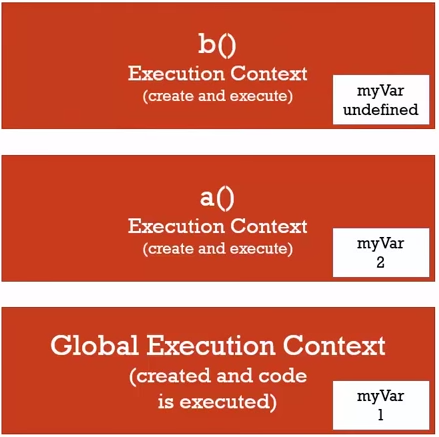 b()
Execution Context
(create and execute)
myVar
undefined
a()
Execution Context
(create and execute)
myVar
2
Global Execution Context
(created and code
is executed)
myVar
1